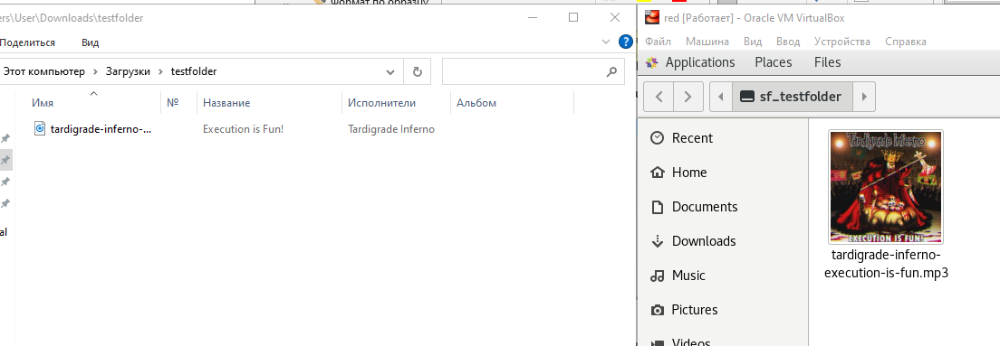 ers\User\Downloads\testfolder
Поделиться Вид
Этот компьютер Загрузки testfolder
Имя № Название Исполнители Альбом
tardigrade-inferno-... Execution is Fun! Tardigrade Inferno
al
Формат по образцу
red [Работает] - Oracle VM VirtualBox
Файл Машина Вид Ввод Устройства Справка
Applications Places Files
sf_testfolder
Recent
Home
Documents
Downloads
Music
Pictures
Videos
Tardigrade Inferno
EXECUTION IS FUN!
tardigrade-inferno-
execution-is-fun.mp3